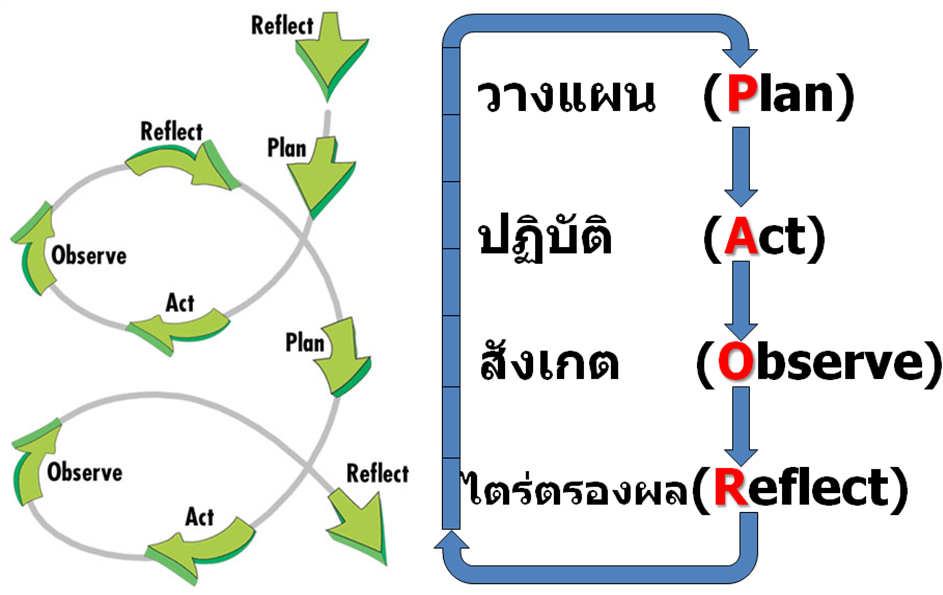 Reflect
Plan
Reflect
Observe
Act
Plan
Observe
Act
Reflect
วางแผน (Plan)
ปฏิบัติ (Act)
สังเกต (Observe)
ไตร่ตรองผล(Reflect)